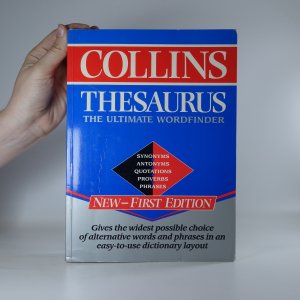 COLLINS
THESAURUS
THE ULTIMATE WORDFINDER
SYNONYMS
ANTONYMS
QUOTATIONS
PROVERBS
PHRASES
NEW – FIRST EDITION
Gives the widest possible choice
of alternative words and phrases in an
easy-to-use dictionary layout